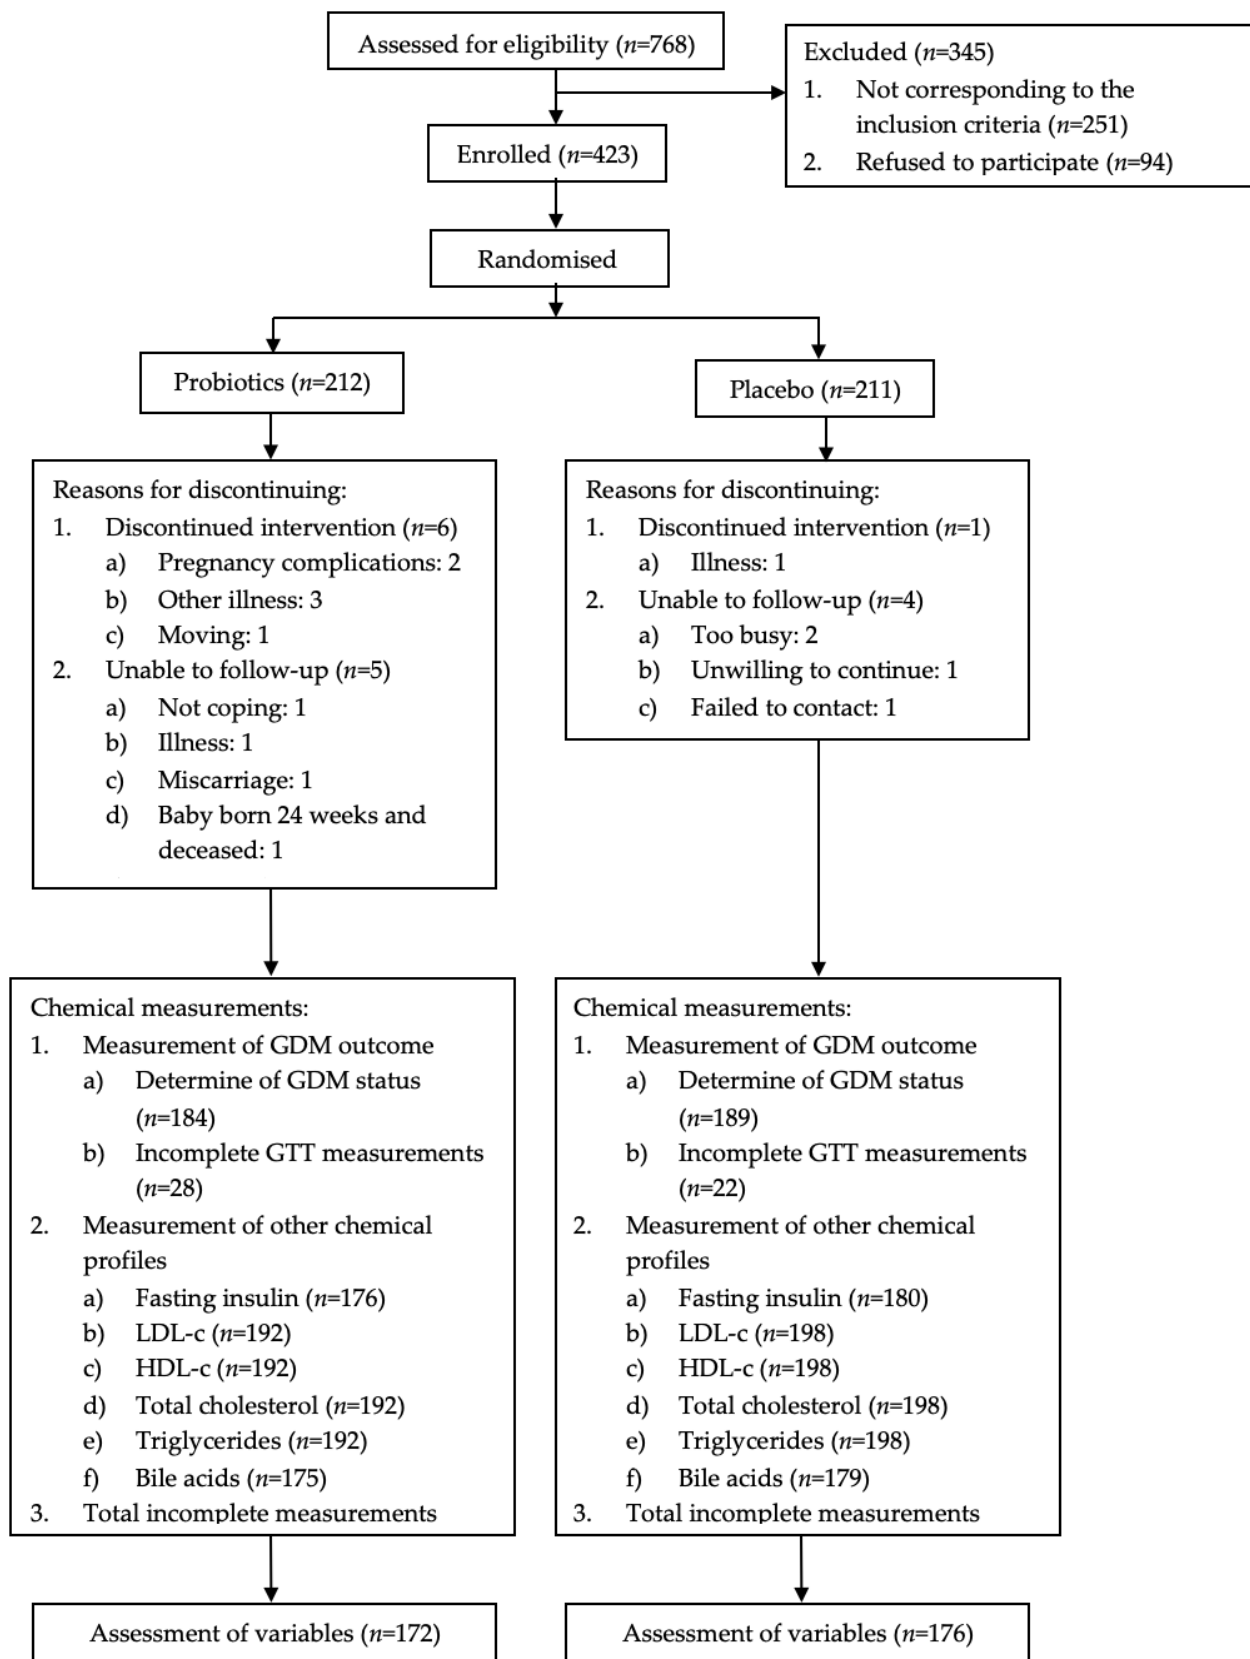 Assessed for eligibility (n=768)
Excluded (n=345)
1. Not corresponding to the
inclusion criteria (n=251)
2. Refused to participate (n=94)
Enrolled (n=423)
Randomised
Probiotics (n=212)
Placebo (n=211)
Reasons for discontinuing:
1. Discontinued intervention (n=6)
a) Pregnancy complications: 2
b) Other illness: 3
c) Moving: 1
2. Unable to follow-up (n=5)
a) Not coping: 1
b) Illness: 1
c) Miscarriage: 1
d) Baby born 24 weeks and
deceased: 1
Reasons for discontinuing:
1. Discontinued intervention (n=1)
a) Illness: 1
2. Unable to follow-up (n=4)
a) Too busy: 2
b) Unwilling to continue: 1
c) Failed to contact: 1
Chemical measurements:
1. Measurement of GDM outcome
a) Determine of GDM status
(n=184)
b) Incomplete GTT measurements
(n=28)
2. Measurement of other chemical
profiles
a) Fasting insulin (n=176)
b) LDL-c (n=192)
c) HDL-c (n=192)
d) Total cholesterol (n=192)
e) Triglycerides (n=192)
f) Bile acids (n=175)
3. Total incomplete measurements
Chemical measurements:
1. Measurement of GDM outcome
a) Determine of GDM status
(n=189)
b) Incomplete GTT measurements
(n=22)
2. Measurement of other chemical
profiles
a) Fasting insulin (n=180)
b) LDL-c (n=198)
c) HDL-c (n=198)
d) Total cholesterol (n=198)
e) Triglycerides (n=198)
f) Bile acids (n=179)
3. Total incomplete measurements
Assessment of variables (n=172)
Assessment of variables (n=176)